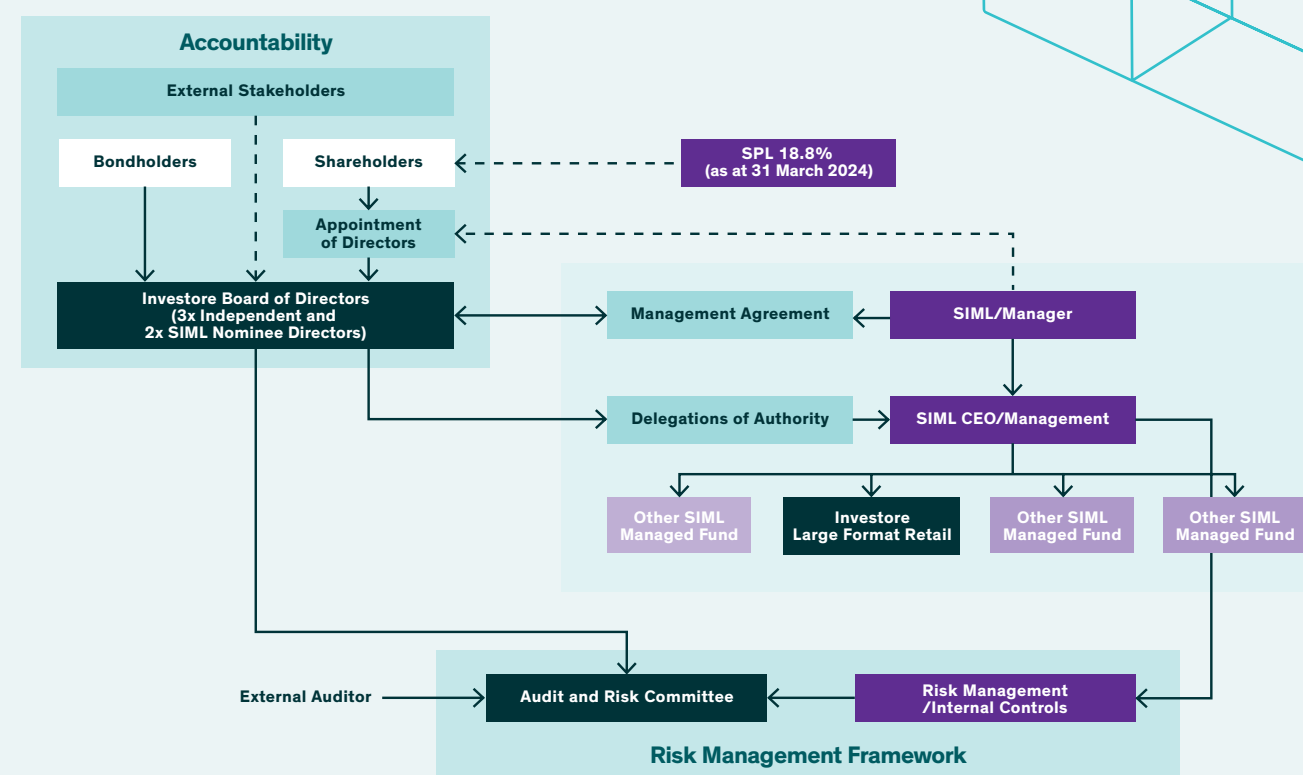 Accountability
External Stakeholders
Bondholders
Shareholders
SPL 18.8%
(as at 31 March 2024)
Appointment
of Directors
Investore Board of Directors
(3x Independent and
2x SIML Nominee Directors)
Management Agreement
SIML/Manager
Delegations of Authority
SIML CEO/Management
Other SIML
Managed Fund
Investore
Large Format Retail
Other SIML
Managed Fund
Other SIML
Managed Fund
External Auditor
Audit and Risk Committee
Risk Management
/Internal Controls
Risk Management Framework